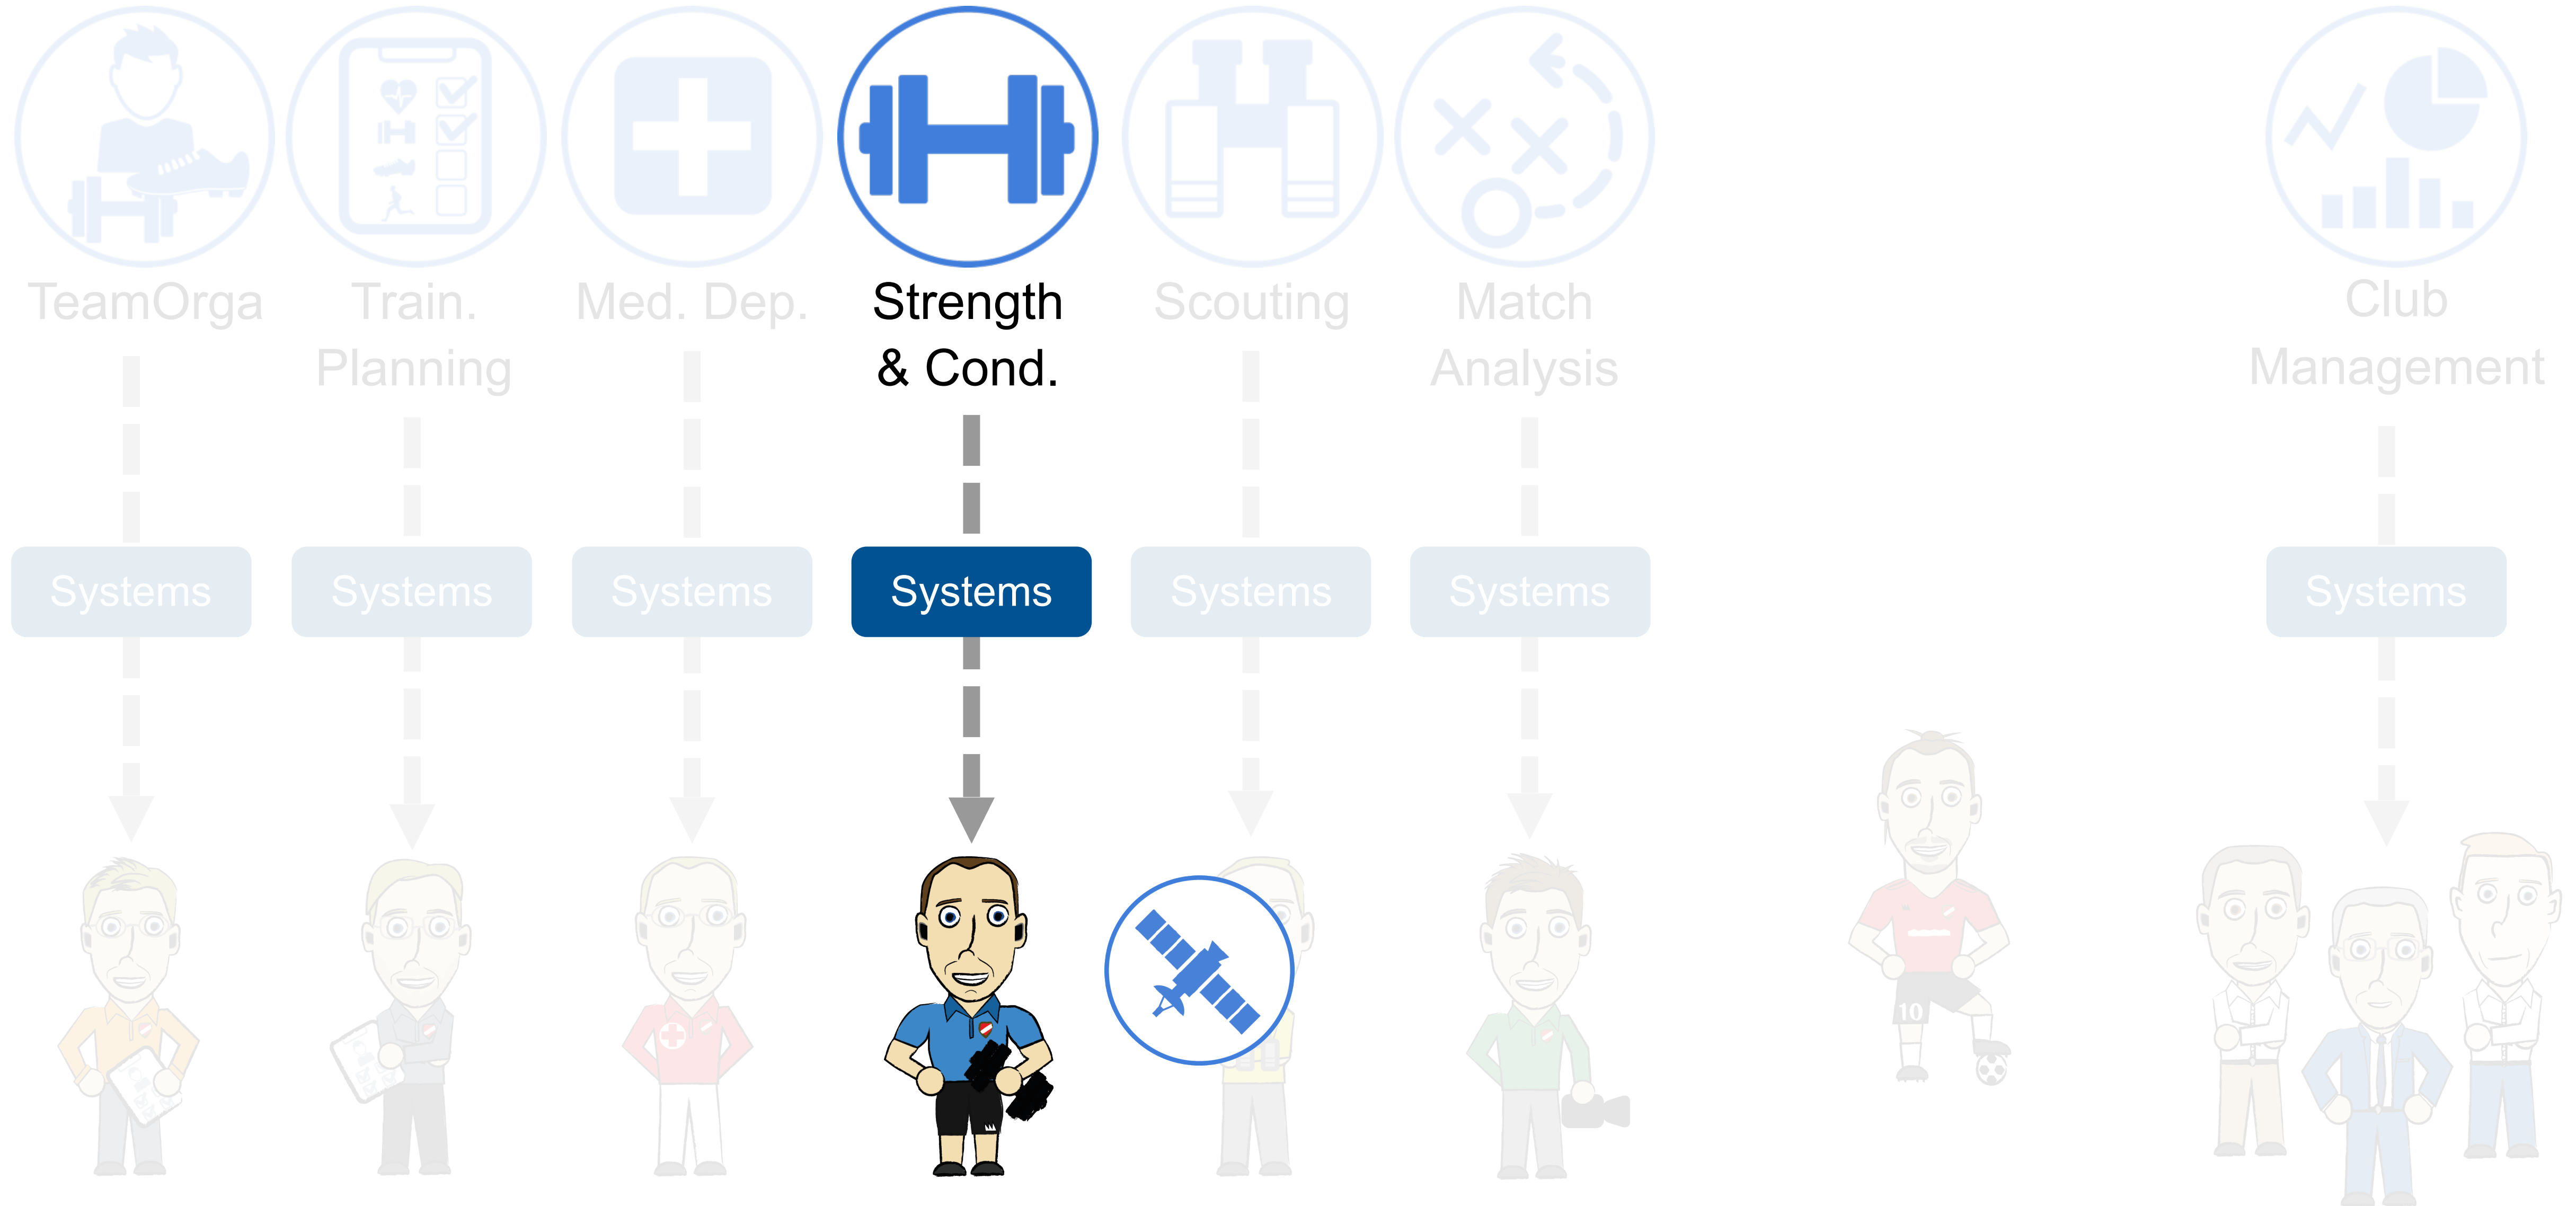 TeamOrga
Train.
Planning
Med. Dep.
Strength
& Cond.
Scouting
Match
Analysis
Club
Management
Systems
Systems
Systems
Systems
Systems
Systems
Systems
10